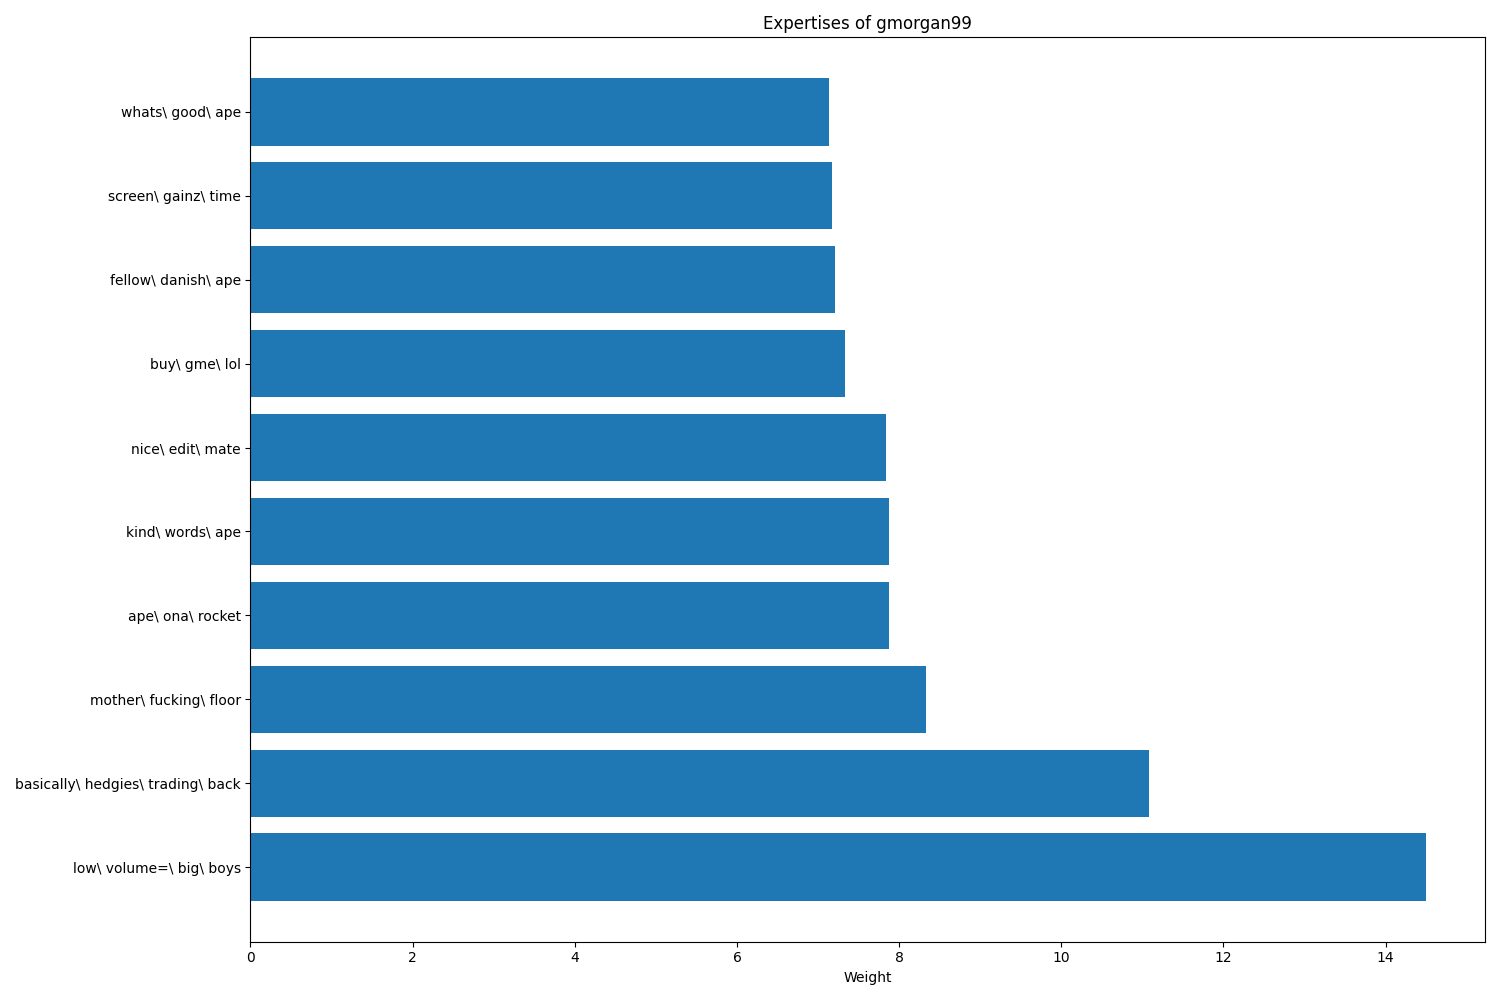 Expertises of gmorgan99
whats\ good\ ape
screen\ gainz\ time
fellow\ danish\ ape
buy\ gme\ lol
nice\ edit\ mate
kind\ words\ ape
ape\ ona\ rocket
mother\ fucking\ floor
basically\ hedgies\ trading\ back
low\ volume=\ big\ boys
0 2 4 6 8 10 12 14
Weight